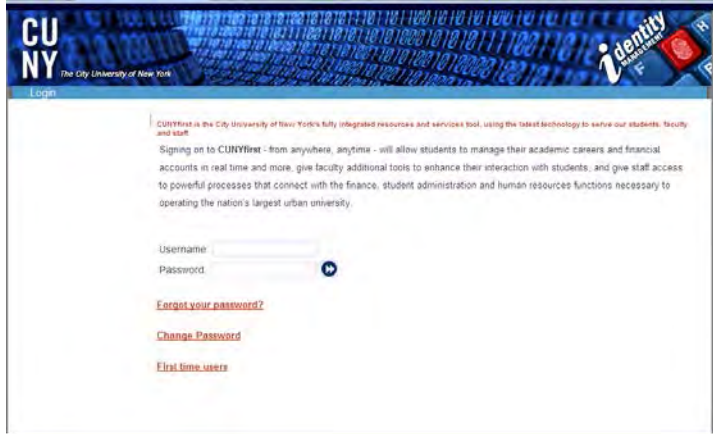 CU
NY The City University of New York
identity
MANAGEMENT
Login
CUNYfirst is the City University of New York's fully integrated resources and services tool, using the latest technology to serve our students, faculty
and staff
Signing on to CUNYfirst - from anywhere, anytime - will allow students to manage their academic careers and financial
accounts in real time and more, give faculty additional tools to enhance their interaction with students, and give staff access
to powerful processes that connect with the finance, student administration and human resources functions necessary to
operating the nation's largest urban university.
Username
Password
Forgot your password?
Change Password
First time users